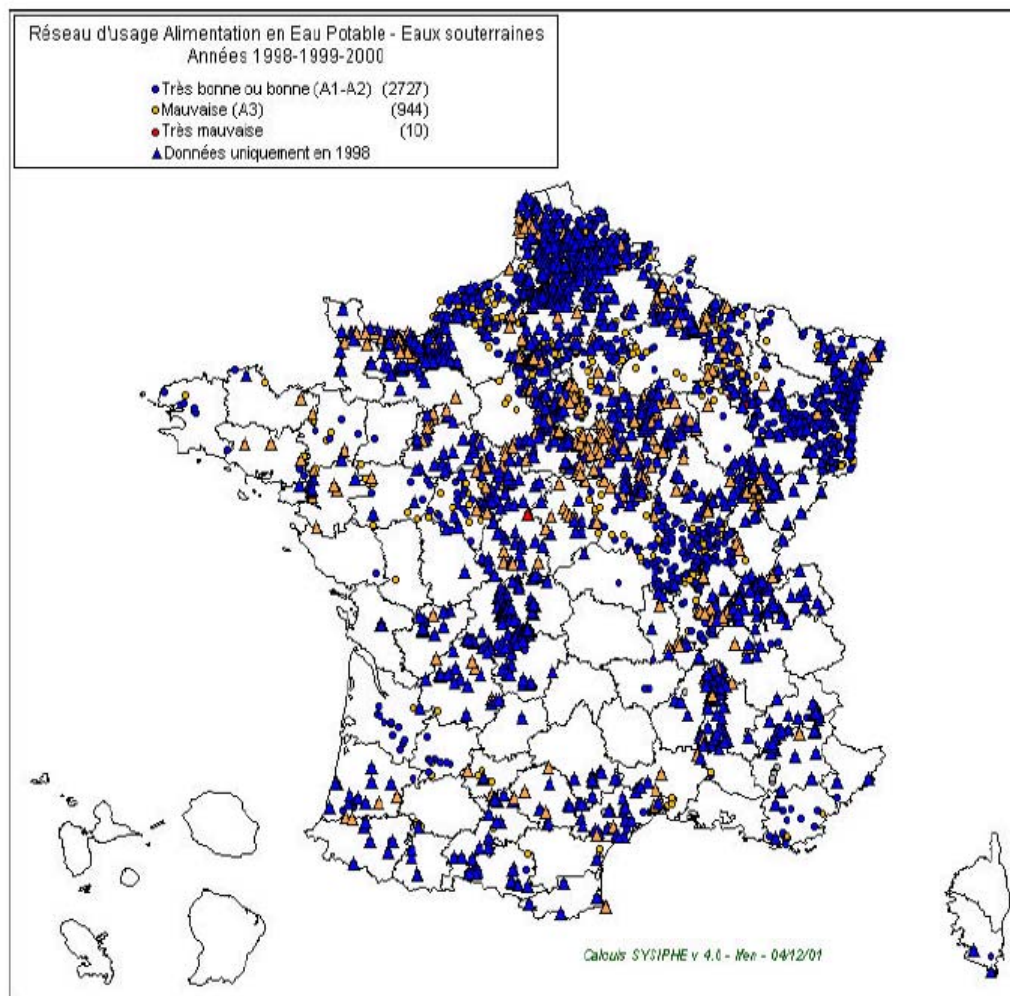 Réseau d'usage Alimentation en Eau Potable - Eaux souterraines
Années 1998-1999-2000
Très bonne ou bonne (A1-A2) (2727)
Mauvaise (A3) (944)
Très mauvaise (10)
Données uniquement en 1998
Calculs SYSIPHE v 4.0 - Ifen - 04/12/01